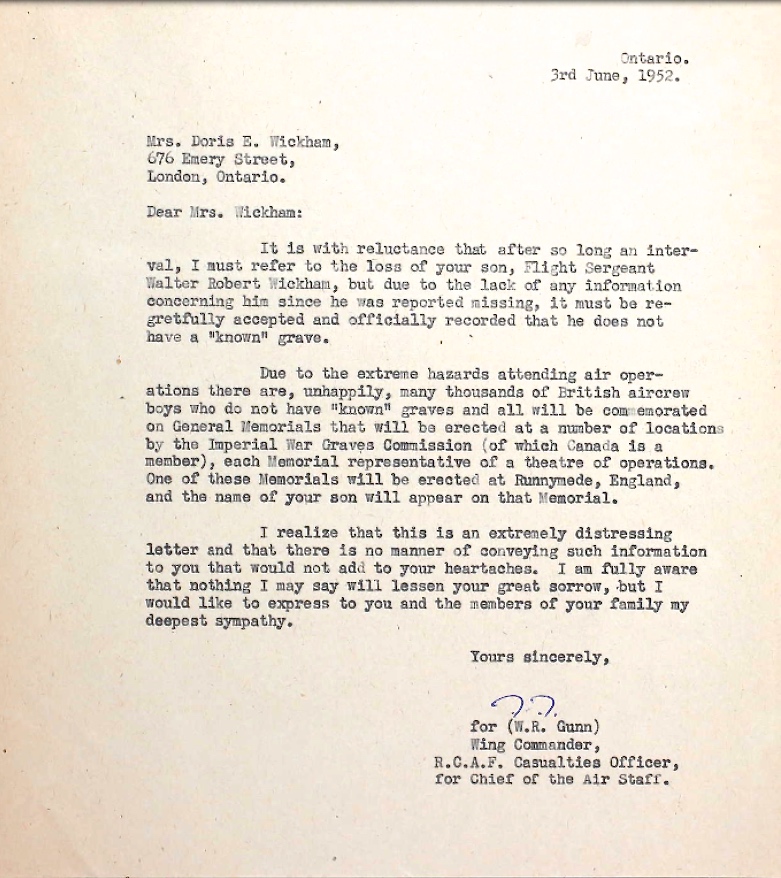 Ontario.
3rd June, 1952.
Mrs. Doris E. Wickham,
676 Emery Street,
London, Ontario.
Dear Mrs. Wickham:
It is with reluctance that after so long an inter-
val, I must refer to the loss of your son, Flight Sergeant
Walter Robert Wickham, but due to the lack of any information
concerning him since he was reported missing, it must be re-
gretfully accepted and officially recorded that he does not
have a "known" grave.
Due to the extreme hazards attending air oper-
ations there are, unhappily, many thousands of British aircrew
boys who do not have "known" graves and all will be commemorated
on General Memorials that will be erected at a number of locations
by the Imperial War Graves Commission (of which Canada is a
member), each Memorial representative of a theatre of operations.
One of these Memorials will be erected at Runnymede, England,
and the name of your son will appear on that Memorial.
I realize that this is an extremely distressing
letter and that there is no manner of conveying such information
to you that would not add to your heartaches. I am fully aware
that nothing I may say will lessen your great sorrow, but I
would like to express to you and the members of your family my
deepest sympathy.
Yours sincerely,
for (W.R. Gunn)
Wing Commander,
R.C.A.F. Casualties Officer,
for Chief of the Air Staff.